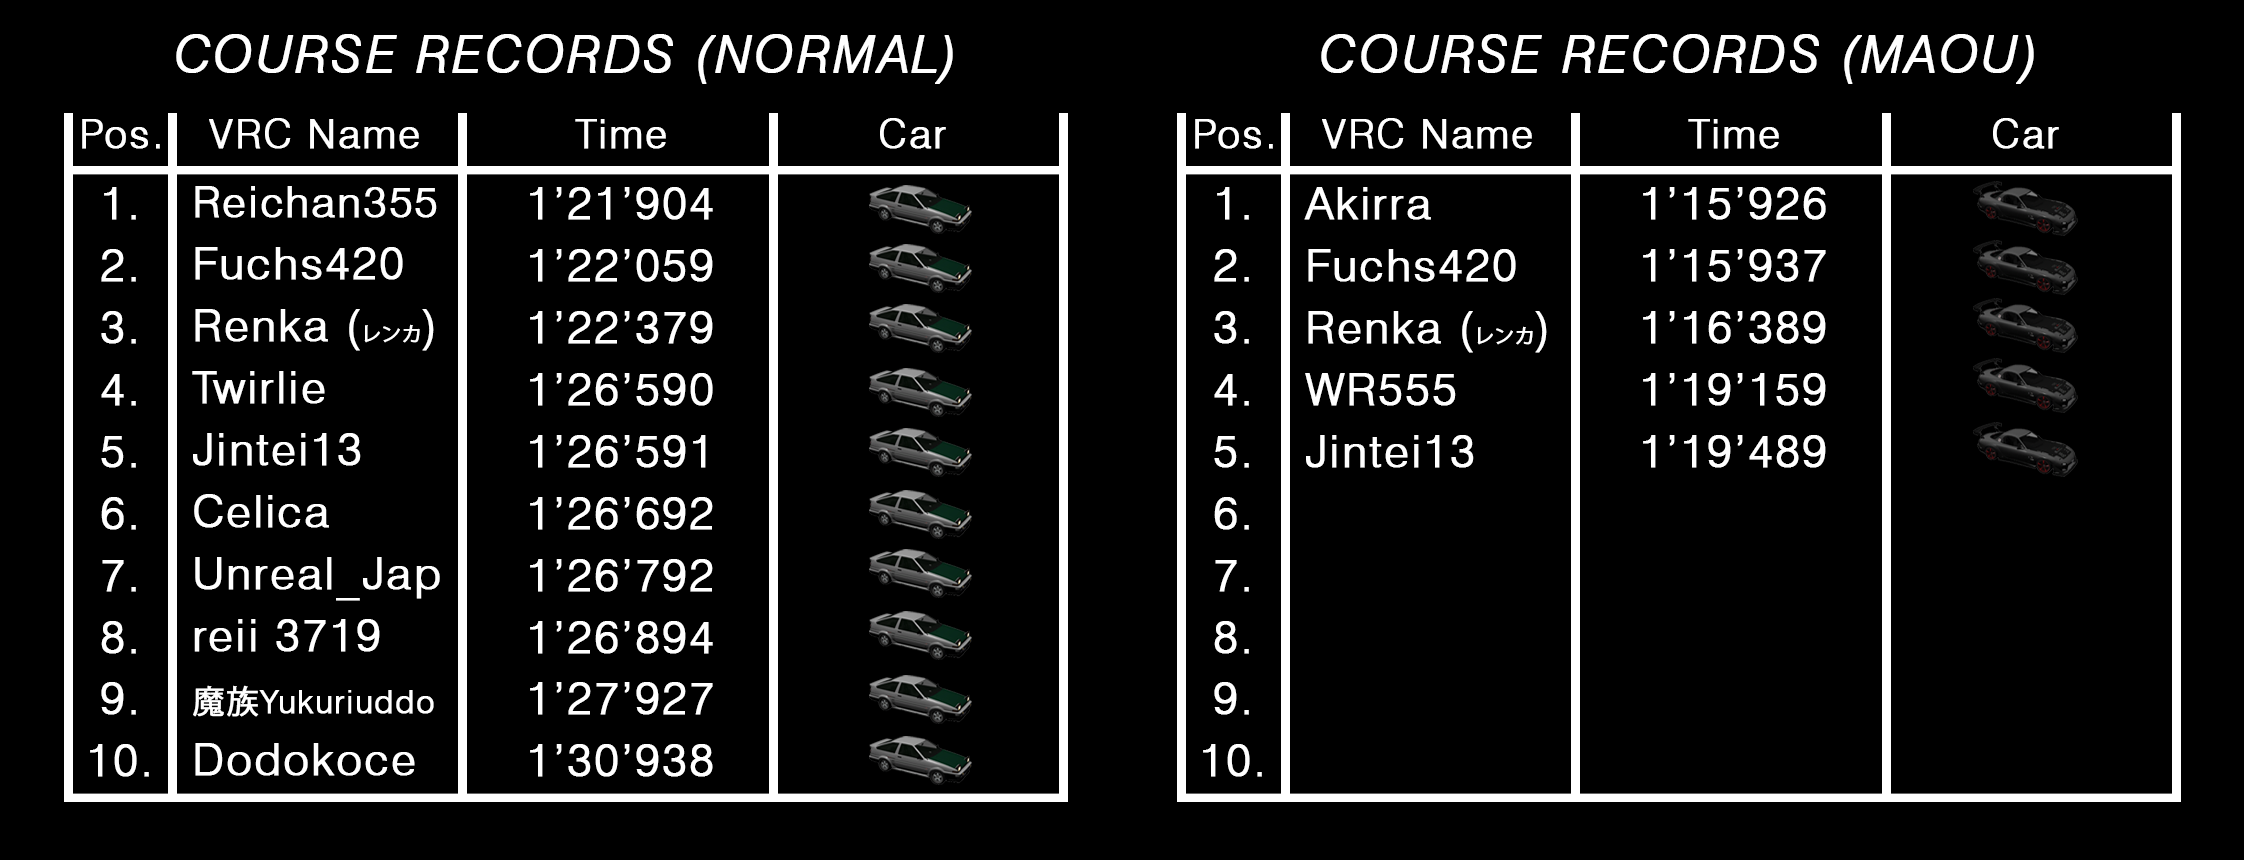 COURSE RECORDS (NORMAL)
Pos. VRC Name Time Car
1. Reichan355 1’21’904
2. Fuchs420 1’22’059
3. Renka (レンカ) 1’22’379
4. Twirlie 1’26’590
5. Jintei13 1’26’591
6. Celica 1’26’692
7. Unreal_Jap 1’26’792
8. reii 3719 1’26’894
9. 魔族Yukuriuddo 1’27’927
10. Dodokoce 1’30’938
COURSE RECORDS (MAOU)
Pos. VRC Name Time Car
1. Akirra 1’15’926
2. Fuchs420 1’15’937
3. Renka (レンカ) 1’16’389
4. WR555 1’19’159
5. Jintei13 1’19’489
6.
7.
8.
9.
10.